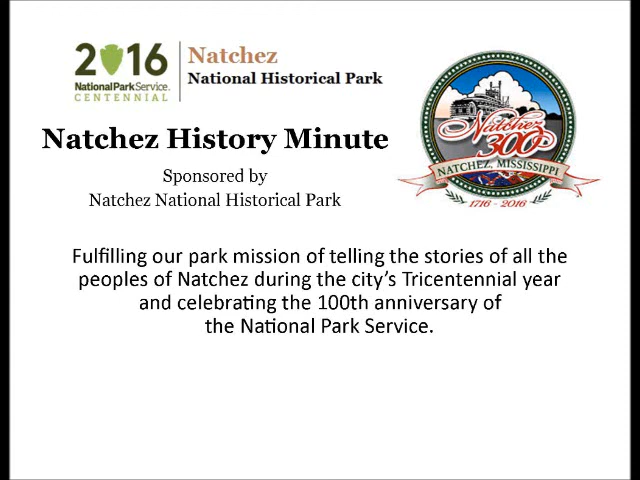 2016
National Park Service
CENTENNIAL
Natchez
National Historical Park
Natchez History Minute
Sponsored by
Natchez National Historical Park
Natchez
300
NATCHEZ, MISSISSIPPI
1716 - 2016
Fulfilling our park mission of telling the stories of all the
peoples of Natchez during the city's Tricentennial year
and celebrating the 100th anniversary of
the National Park Service.